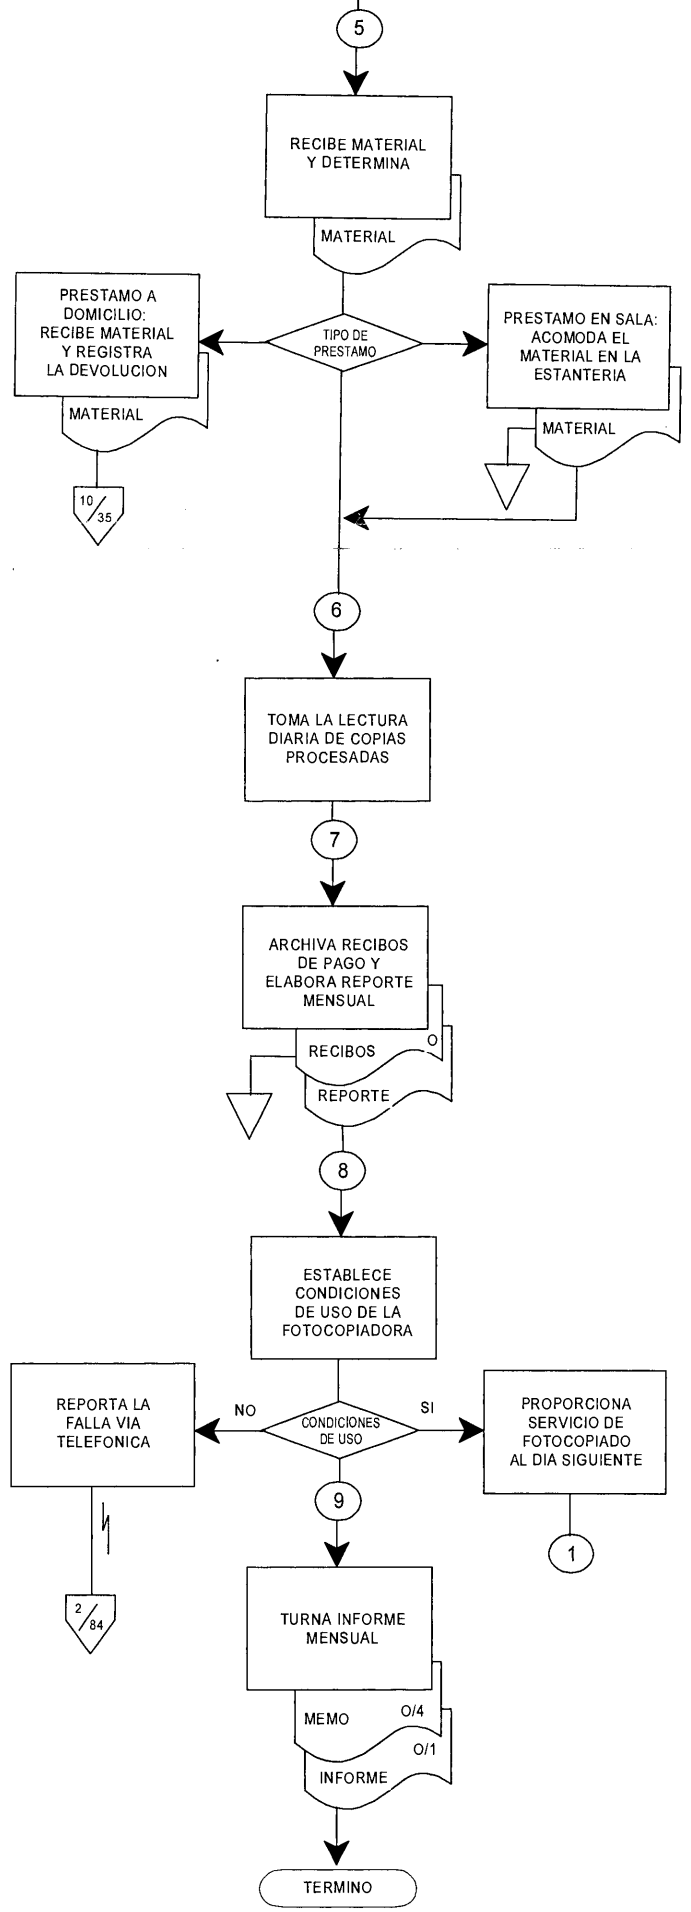 5
RECIBE MATERIAL
Y DETERMINA
MATERIAL
TIPO DE
PRESTAMO
PRESTAMO A
DOMICILIO:
RECIBE MATERIAL
Y REGISTRA
LA DEVOLUCION
MATERIAL
10/35
PRESTAMO EN SALA:
ACOMODA EL
MATERIAL EN LA
ESTANTERIA
MATERIAL
6
TOMA LA LECTURA
DIARIA DE COPIAS
PROCESADAS
7
ARCHIVA RECIBOS
DE PAGO Y
ELABORA REPORTE
MENSUAL
O
RECIBOS
REPORTE
8
ESTABLECE
CONDICIONES
DE USO DE LA
FOTOCOPIADORA
CONDICIONES
DE USO
NO
REPORTA LA
FALLA VIA
TELEFONICA
2/84
SI
PROPORCIONA
SERVICIO DE
FOTOCOPIADO
AL DIA SIGUIENTE
1
9
TURNA INFORME
MENSUAL
MEMO O/4
O/1
INFORME
TERMINO